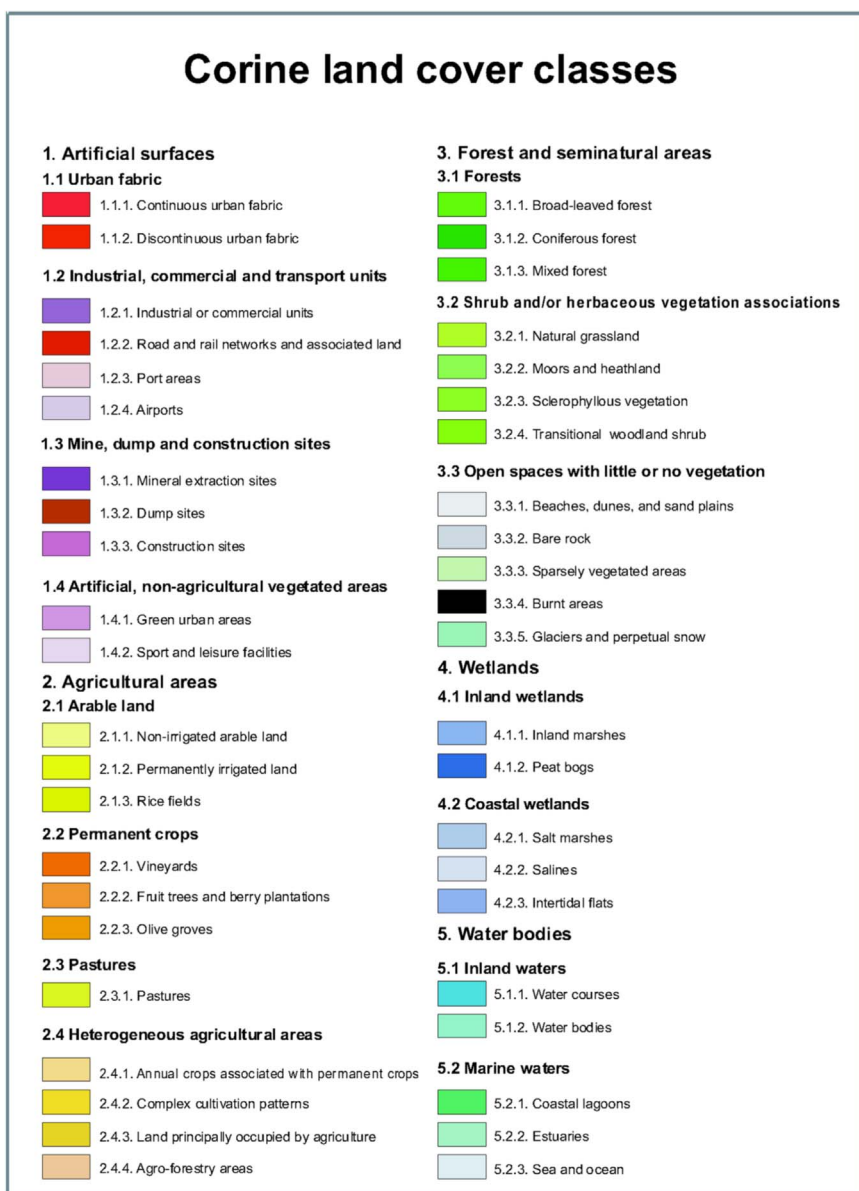 Corine land cover classes
1. Artificial surfaces
1.1 Urban fabric
1.1.1. Continuous urban fabric
1.1.2. Discontinuous urban fabric
1.2 Industrial, commercial and transport units
1.2.1. Industrial or commercial units
1.2.2. Road and rail networks and associated land
1.2.3. Port areas
1.2.4. Airports
1.3 Mine, dump and construction sites
1.3.1. Mineral extraction sites
1.3.2. Dump sites
1.3.3. Construction sites
1.4 Artificial, non-agricultural vegetated areas
1.4.1. Green urban areas
1.4.2. Sport and leisure facilities
2. Agricultural areas
2.1 Arable land
2.1.1. Non-irrigated arable land
2.1.2. Permanently irrigated land
2.1.3. Rice fields
2.2 Permanent crops
2.2.1. Vineyards
2.2.2. Fruit trees and berry plantations
2.2.3. Olive groves
2.3 Pastures
2.3.1. Pastures
2.4 Heterogeneous agricultural areas
2.4.1. Annual crops associated with permanent crops
2.4.2. Complex cultivation patterns
2.4.3. Land principally occupied by agriculture
2.4.4. Agro-forestry areas
3. Forest and seminatural areas
3.1 Forests
3.1.1. Broad-leaved forest
3.1.2. Coniferous forest
3.1.3. Mixed forest
3.2 Shrub and/or herbaceous vegetation associations
3.2.1. Natural grassland
3.2.2. Moors and heathland
3.2.3. Sclerophyllous vegetation
3.2.4. Transitional woodland shrub
3.3 Open spaces with little or no vegetation
3.3.1. Beaches, dunes, and sand plains
3.3.2. Bare rock
3.3.3. Sparsely vegetated areas
3.3.4. Burnt areas
3.3.5. Glaciers and perpetual snow
4. Wetlands
4.1 Inland wetlands
4.1.1. Inland marshes
4.1.2. Peat bogs
4.2 Coastal wetlands
4.2.1. Salt marshes
4.2.2. Salines
4.2.3. Intertidal flats
5. Water bodies
5.1 Inland waters
5.1.1. Water courses
5.1.2. Water bodies
5.2 Marine waters
5.2.1. Coastal lagoons
5.2.2. Estuaries
5.2.3. Sea and ocean